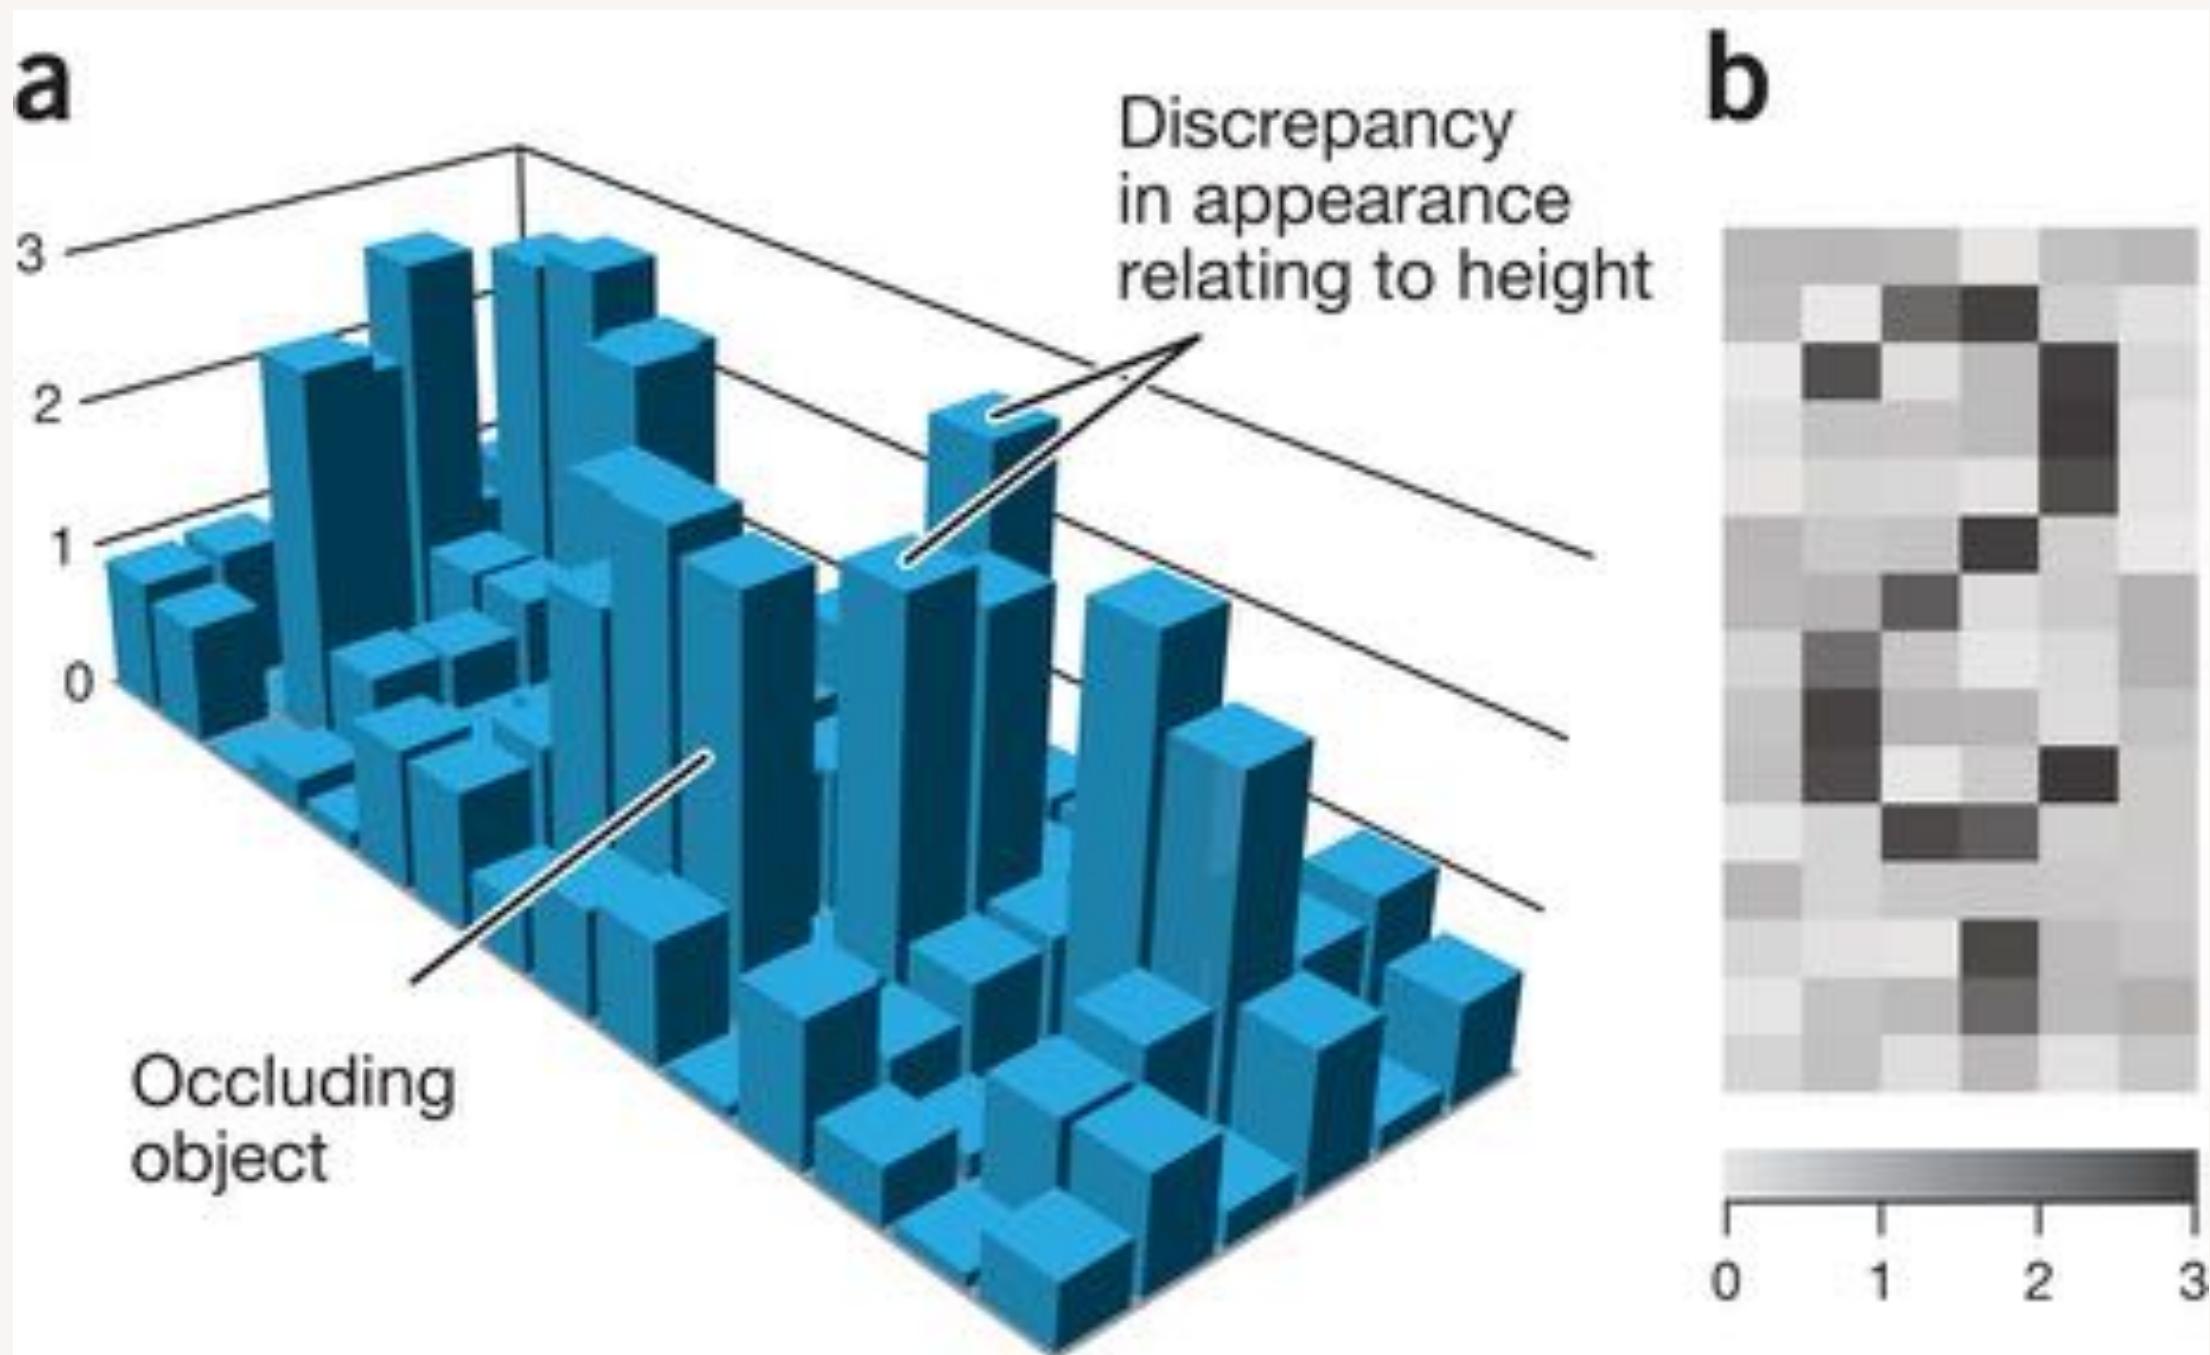 a
b
Discrepancy
in appearance
relating to height
3
2
1
0
Occluding
object
0 1 2 3